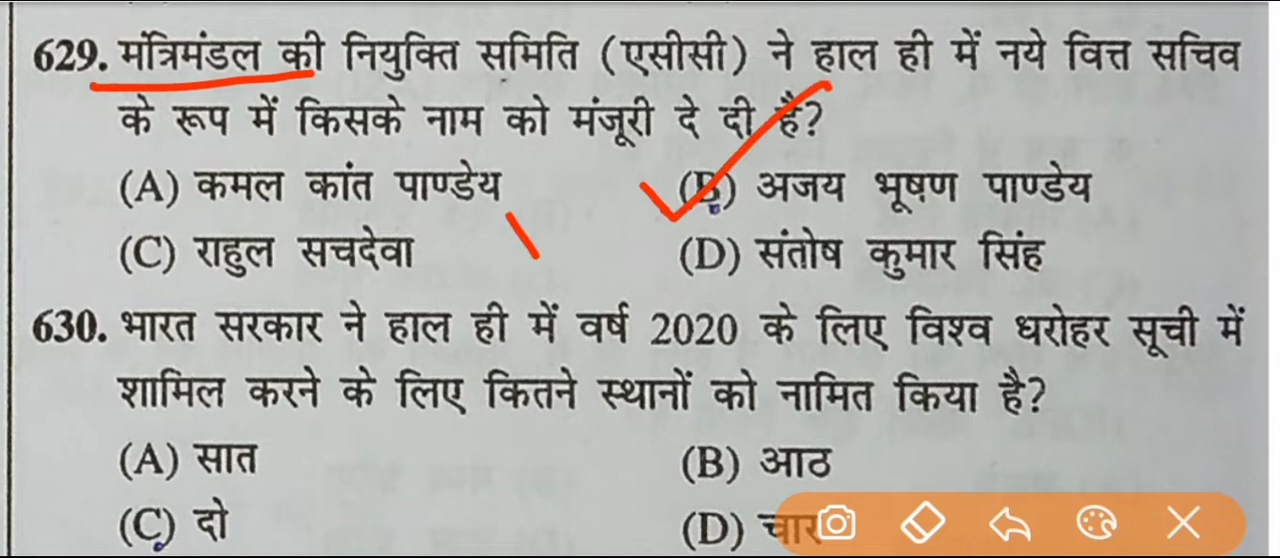 629. मंत्रिमंडल की नियुक्ति समिति (एसीसी) ने हाल ही में नये वित्त सचिव
के रूप में किसके नाम को मंजूरी दे दी है?
(A) कमल कांत पाण्डेय (B) अजय भूषण पाण्डेय
(C) राहुल सचदेवा (D) संतोष कुमार सिंह
630. भारत सरकार ने हाल ही में वर्ष 2020 के लिए विश्व धरोहर सूची में
शामिल करने के लिए कितने स्थानों को नामित किया है?
(A) सात (B) आठ
(C) दो (D) चार